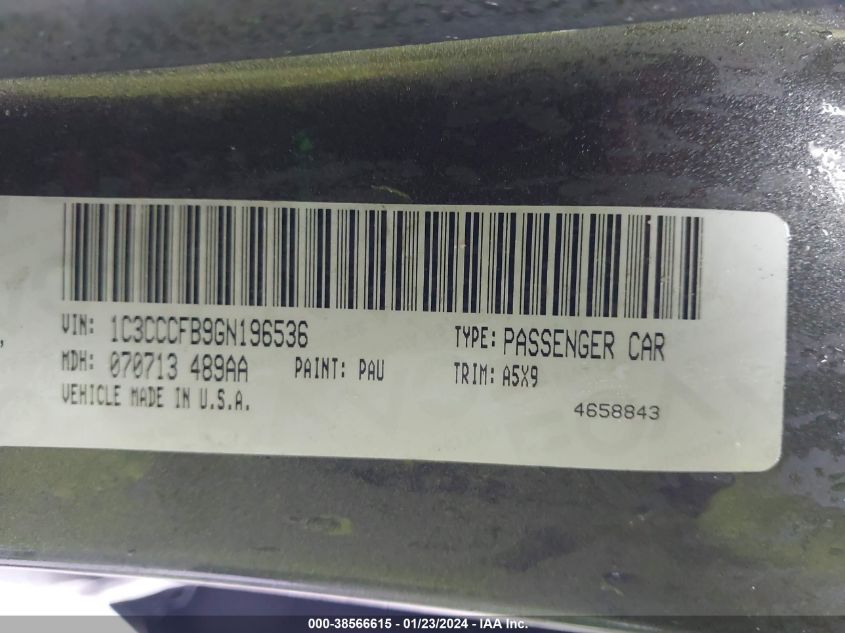 VIN: 1C3CCCFB9GN196536 TYPE: PASSENGER CAR
MDH: 070713 489AA PAINT: PAU TRIM: A5X9
VEHICLE MADE IN U.S.A.
4658843
000-38566615 - 01/23/2024 - IAA Inc.